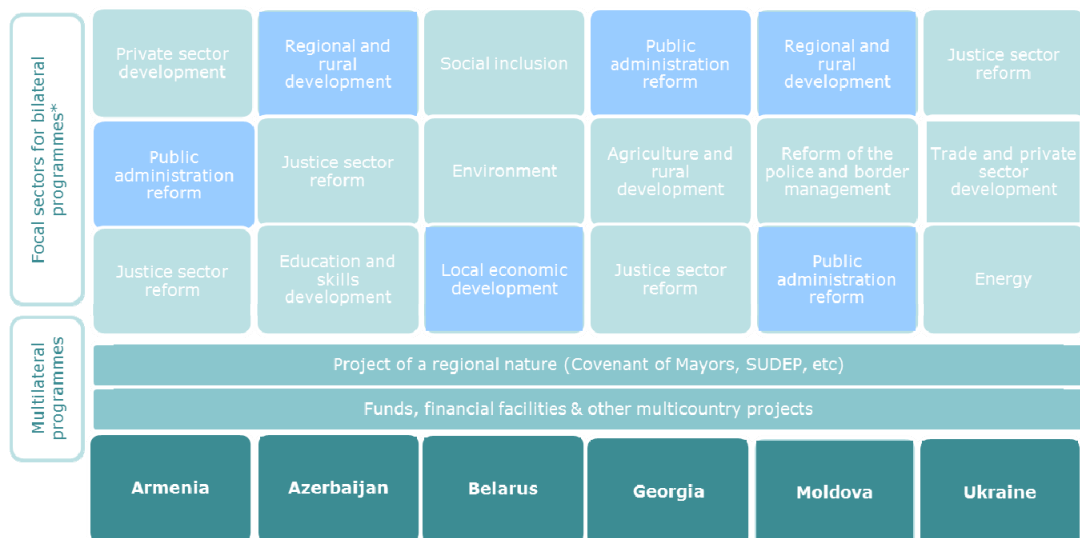 Focal sectors for bilateral
programmes*
Private sector
development
Regional and
rural
development
Social inclusion
Public
administration
reform
Regional and
rural
development
Justice sector
reform
Public
administration
reform
Justice sector
reform
Environment
Agriculture and
rural
development
Reform of the
police and border
management
Trade and private
sector
development
Justice sector
reform
Education and
skills
development
Local economic
development
Justice sector
reform
Public
administration
reform
Energy
Multilateral
programmes
Project of a regional nature (Covenant of Mayors, SUDEP, etc)
Funds, financial facilities & other multicountry projects
Armenia
Azerbaijan
Belarus
Georgia
Moldova
Ukraine